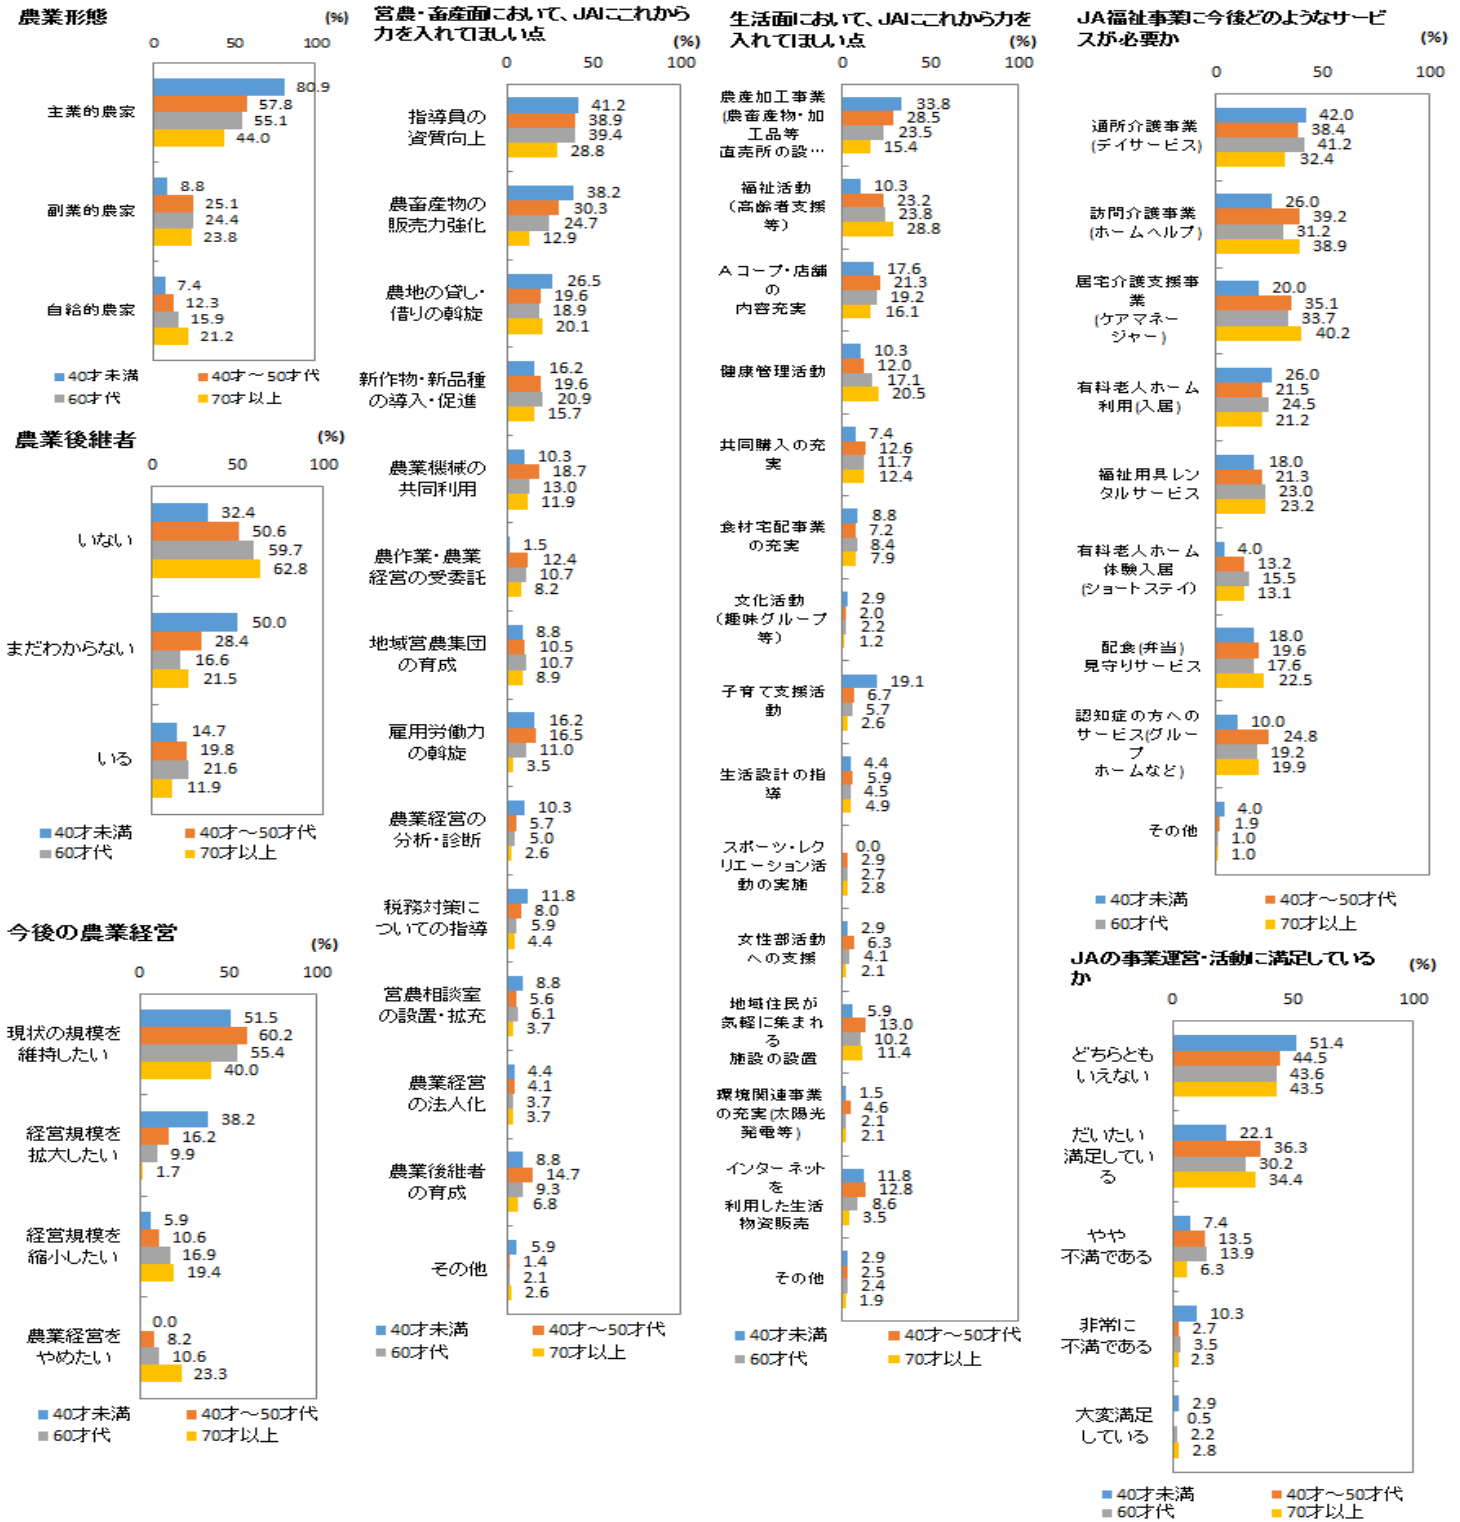 農業形態
(%)
0 50 100
主業的農家
80.9
57.8
55.1
44.0
副業的農家
8.8
25.1
24.4
23.8
自給的農家
7.4
12.3
15.9
21.2
40才未満 40才～50才代
60才代 70才以上
農業後継者
(%)
0 50 100
いない
32.4
50.6
59.7
62.8
まだわからない
50.0
28.4
16.6
21.5
いる
14.7
19.8
21.6
11.9
40才未満 40才～50才代
60才代 70才以上
今後の農業経営
(%)
0 50 100
現状の規模を
維持したい
51.5
60.2
55.4
40.0
経営規模を
拡大したい
38.2
16.2
9.9
1.7
経営規模を
縮小したい
5.9
10.6
16.9
19.4
農業経営を
やめたい
0.0
8.2
10.6
23.3
40才未満 40才～50才代
60才代 70才以上
営農・畜産面において、JAにこれから
力を入れてほしい点
(%)
0 50 100
指導員の
資質向上
41.2
38.9
39.4
28.8
農畜産物の
販売力強化
38.2
30.3
24.7
12.9
農地の貸し・
借りの斡旋
26.5
19.6
18.9
20.1
新作物・新品種
の導入・促進
16.2
19.6
20.9
15.7
農業機械の
共同利用
10.3
18.7
13.0
11.9
農作業・農業
経営の受委託
1.5
12.4
10.7
8.2
地域営農集団
の育成
8.8
10.5
10.7
8.9
雇用労働力
の斡旋
16.2
16.5
11.0
3.5
農業経営の
分析・診断
10.3
5.7
5.0
2.6
税務対策に
ついての指導
11.8
8.0
5.9
4.4
営農相談室
の設置・拡充
8.8
5.6
6.1
3.7
農業経営
の法人化
4.4
4.1
3.7
3.7
農業後継者
の育成
8.8
14.7
9.3
6.8
その他
5.9
1.4
2.1
2.6
40才未満 40才～50才代
60才代 70才以上
生活面において、JAにこれから力を
入れてほしい点
(%)
0 50 100
農産加工事業
(農畜産物・加
工品等
直売所の設…
33.8
28.5
23.5
15.4
福祉活動
（高齢者支援
等）
10.3
23.2
23.8
28.8
Aコープ・店舗
の
内容充実
17.6
21.3
19.2
16.1
健康管理活動
10.3
12.0
17.1
20.5
共同購入の充
実
7.4
12.6
11.7
12.4
食材宅配事業
の充実
8.8
7.2
8.4
7.9
文化活動
（趣味グループ
等）
2.9
2.0
2.2
1.2
子育て支援活
動
19.1
6.7
5.7
2.6
生活設計の指
導
4.4
5.9
4.5
4.9
スポーツ・レク
リエーション活
動の実施
0.0
2.9
2.7
2.8
女性部活動
への支援
2.9
6.3
4.1
2.1
地域住民が
気軽に集まれ
る
施設の設置
5.9
13.0
10.2
11.4
環境関連事業
の充実(太陽光
発電等)
1.5
4.6
2.1
2.1
インターネット
を
利用した生活
物資販売
11.8
12.8
8.6
3.5
その他
2.9
2.5
2.4
1.9
40才未満 40才～50才代
60才代 70才以上
JA福祉事業に今後どのようなサービ
スが必要か
(%)
0 50 100
通所介護事業
(デイサービス)
42.0
38.4
41.2
32.4
訪問介護事業
(ホームヘルプ)
26.0
39.2
31.2
38.9
居宅介護支援事
業
(ケアマネー
ジャー)
20.0
35.1
33.7
40.2
有料老人ホーム
利用(入居)
26.0
21.5
24.5
21.2
福祉用具レン
タルサービス
18.0
21.3
23.0
23.2
有料老人ホーム
体験入居
(ショートステイ)
4.0
13.2
15.5
13.1
配食(弁当)
見守りサービス
18.0
19.6
17.6
22.5
認知症の方への
サービス(グルー
プ
ホームなど)
10.0
24.8
19.2
19.9
その他
4.0
1.9
1.0
1.0
40才未満 40才～50才代
60才代 70才以上
JAの事業運営・活動に満足している
か
(%)
0 50 100
どちらとも
いえない
51.4
44.5
43.6
43.5
だいたい
満足してい
る
22.1
36.3
30.2
34.4
やや
不満である
7.4
13.5
13.9
6.3
非常に
不満である
10.3
2.7
3.5
2.3
大変満足
している
2.9
0.5
2.2
2.8
40才未満 40才～50才代
60才代 70才以上